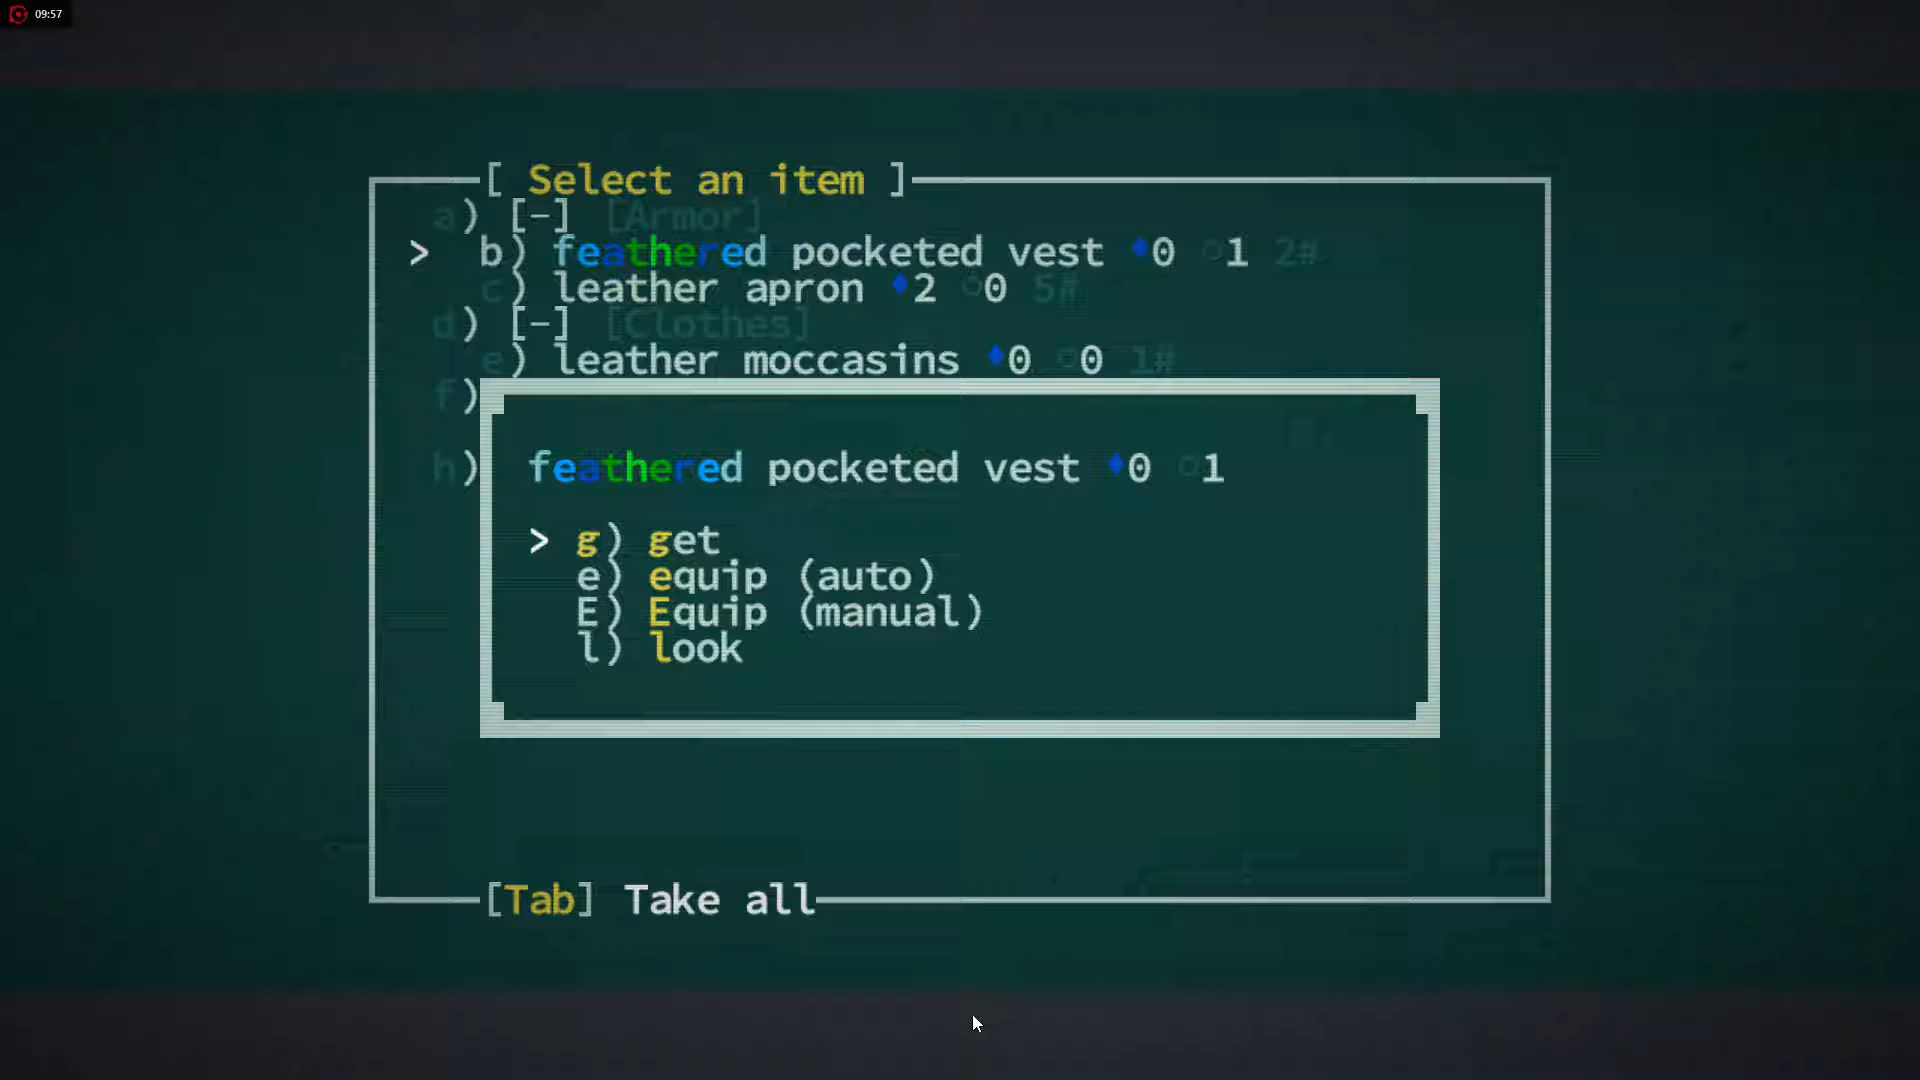 09:57
[ Select an item ]
a) [-] [Armor]
> b) feathered pocketed vest ♦0 ○1 2#
c) leather apron ♦2 ○0 5#
d) [-] [Clothes]
e) leather moccasins ♦0 ○0 1#
f)
h)
feathered pocketed vest ♦0 ○1
> g) get
e) equip (auto)
E) Equip (manual)
l) look
[Tab] Take all